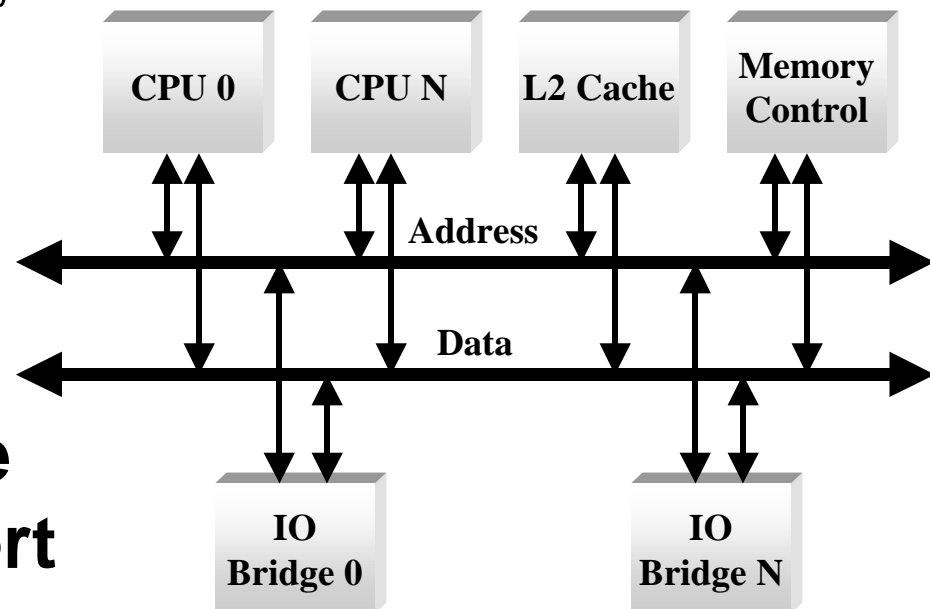 CPU 0
CPU N
L2 Cache
Memory
Control
Address
Data
IO
Bridge 0
IO
Bridge N